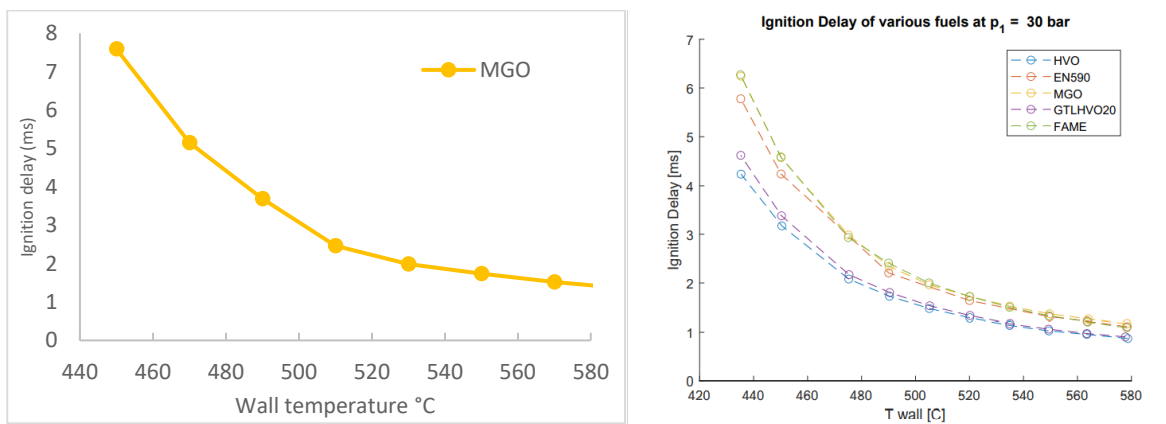 8
7
6
5
4
3
2
1
0
Ignition delay (ms)
MGO
440 460 480 500 520 540 560 580
Wall temperature °C
Ignition Delay of various fuels at p1 = 30 bar
7
6
5
4
3
2
1
0
Ignition Delay [ms]
HVO
EN590
MGO
GTLHVO20
FAME
420 440 460 480 500 520 540 560 580
T wall [C]